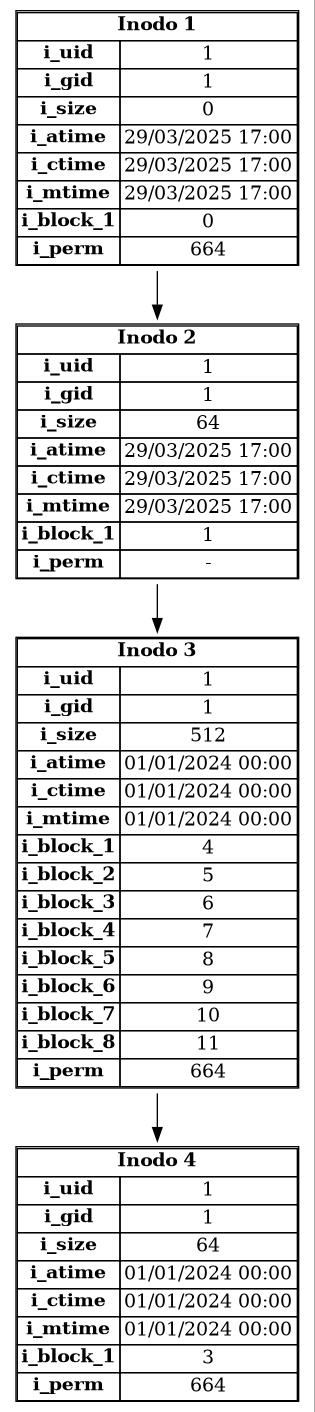 Inodo 1
i_uid 1
i_gid 1
i_size 0
i_atime 29/03/2025 17:00
i_ctime 29/03/2025 17:00
i_mtime 29/03/2025 17:00
i_block_1 0
i_perm 664
Inodo 2
i_uid 1
i_gid 1
i_size 64
i_atime 29/03/2025 17:00
i_ctime 29/03/2025 17:00
i_mtime 29/03/2025 17:00
i_block_1 1
i_perm -
Inodo 3
i_uid 1
i_gid 1
i_size 512
i_atime 01/01/2024 00:00
i_ctime 01/01/2024 00:00
i_mtime 01/01/2024 00:00
i_block_1 4
i_block_2 5
i_block_3 6
i_block_4 7
i_block_5 8
i_block_6 9
i_block_7 10
i_block_8 11
i_perm 664
Inodo 4
i_uid 1
i_gid 1
i_size 64
i_atime 01/01/2024 00:00
i_ctime 01/01/2024 00:00
i_mtime 01/01/2024 00:00
i_block_1 3
i_perm 664